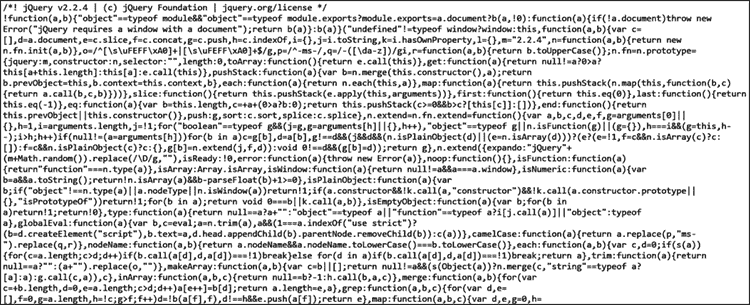 /*! jQuery v2.2.4 | (c) jQuery Foundation | jquery.org/license */
!function(a,b){"object"==typeof module&&"object"==typeof module.exports?module.exports=a.document?b(a,!0):function(a){if(!a.document)throw new
Error("jQuery requires a window with a document");return b(a)}:b(a)}("undefined"!=typeof window?window:this,function(a,b){var c=
[],d=a.document,e=c.slice,f=c.concat,g=c.push,h=c.indexOf,i={},j=i.toString,k=i.hasOwnProperty,l={},m="2.2.4",n=function(a,b){return new
n.fn.init(a,b)},o=/^[\s\uFEFF\xA0]+|[\s\uFEFF\xA0]+$/g,p=/^-ms-/,q=/-([\da-z])/gi,r=function(a,b){return b.toUpperCase()};n.fn=n.prototype=
{jquery:m,constructor:n,selector:"",length:0,toArray:function(){return e.call(this)},get:function(a){return null!=a?0>a?
this[a+this.length]:this[a]:e.call(this)},pushStack:function(a){var b=n.merge(this.constructor(),a);return
b.prevObject=this,b.context=this.context,b},each:function(a){return n.each(this,a)},map:function(a){return this.pushStack(n.map(this,function(b,c)
{return a.call(b,c,b)}))},slice:function(){return this.pushStack(e.apply(this,arguments))},first:function(){return this.eq(0)},last:function(){return
this.eq(-1)},eq:function(a){var b=this.length,c=+a+(0>a?b:0);return this.pushStack(c>=0&&b>c?[this[c]]:[])},end:function(){return
this.prevObject||this.constructor()},push:g,sort:c.sort,splice:c.splice},n.extend=n.fn.extend=function(){var a,b,c,d,e,f,g=arguments[0]||
{},h=1,i=arguments.length,j=!1;for("boolean"==typeof g&&(j=g,g=arguments[h]||{},h++),"object"==typeof g||n.isFunction(g)||(g={}),h===i&&(g=this,h-
-);i>h;h++)if(null!=(a=arguments[h]))for(b in a)c=g[b],d=a[b],g!==d&&(j&&d&&(n.isPlainObject(d)||(e=n.isArray(d)))?(e?(e=!1,f=c&&n.isArray(c)?c:
[]):f=c&&n.isPlainObject(c)?c:{},g[b]=n.extend(j,f,d)):void 0!==d&&(g[b]=d));return g},n.extend({expando:"jQuery"+
(m+Math.random()).replace(/\D/g,""),isReady:!0,error:function(a){throw new Error(a)},noop:function(){},isFunction:function(a)
{return"function"===n.type(a)},isArray:Array.isArray,isWindow:function(a){return null!=a&&a===a.window},isNumeric:function(a){var
b=a&&a.toString();return!n.isArray(a)&&b-parseFloat(b)+1>=0},isPlainObject:function(a){var
b;if("object"!==n.type(a)||a.nodeType||n.isWindow(a))return!1;if(a.constructor&&!k.call(a,"constructor")&&!k.call(a.constructor.prototype||
{},"isPrototypeOf"))return!1;for(b in a);return void 0===b||k.call(a,b)},isEmptyObject:function(a){var b;for(b in
a)return!1;return!0},type:function(a){return null==a?a+"":"object"==typeof a||"function"==typeof a?i[j.call(a)]||"object":typeof
a},globalEval:function(a){var b,c=eval;a=n.trim(a),a&&(1===a.indexOf("use strict")?
(b=d.createElement("script"),b.text=a,d.head.appendChild(b).parentNode.removeChild(b)):c(a))},camelCase:function(a){return a.replace(p,"ms-
").replace(q,r)},nodeName:function(a,b){return a.nodeName&&a.nodeName.toLowerCase()===b.toLowerCase()},each:function(a,b){var c,d=0;if(s(a))
{for(c=a.length;c>d;d++)if(b.call(a[d],d,a[d])===!1)break}else for(d in a)if(b.call(a[d],d,a[d])===!1)break;return a},trim:function(a){return
null==a?"":(a+"").replace(o,"")},makeArray:function(a,b){var c=b||[];return null!=a&&(s(Object(a))?n.merge(c,"string"==typeof a?
[a]:a):g.call(c,a)),c},inArray:function(a,b,c){return null==b?-1:h.call(b,a,c)},merge:function(a,b){for(var
c=+b.length,d=0,e=a.length;c>d;d++)a[e++]=b[d];return a.length=e,a},grep:function(a,b,c){for(var d,e=
[],f=0,g=a.length,h=!c;g>f;f++)d=!b(a[f],f),d!==h&&e.push(a[f]);return e},map:function(a,b,c){var d,e,g=0,h=